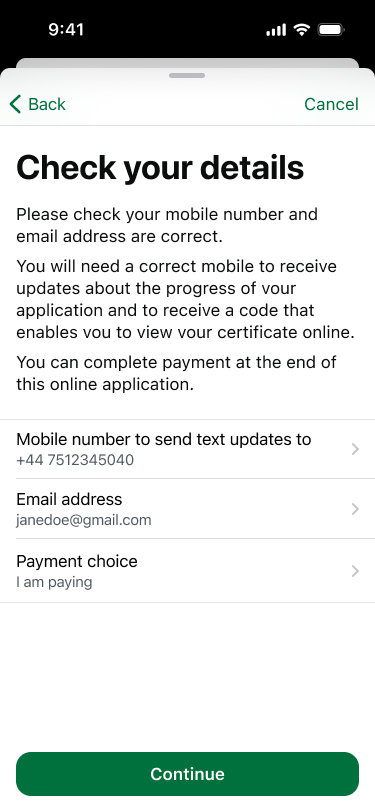 9:41
Back
Cancel
Check your details
Please check your mobile number and
email address are correct.
You will need a correct mobile to receive
updates about the progress of your
application and to receive a code that
enables you to view your certificate online.
You can complete payment at the end of
this online application.
Mobile number to send text updates to
+44 7512345040
Email address
janedoe@gmail.com
Payment choice
I am paying
Continue